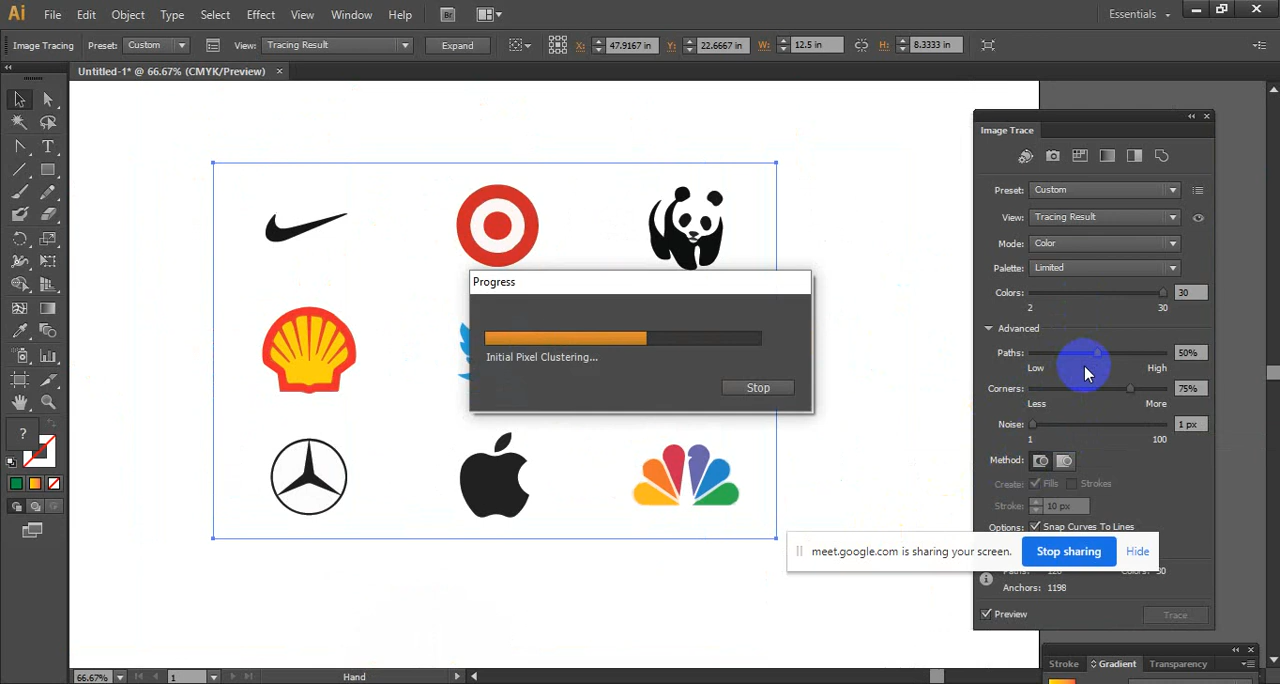 Ai File Edit Object Type Select Effect View Window Help Br Essentials
Image Tracing Preset: Custom View: Tracing Result Expand X: 47.9167 in Y: 22.6667 in W: 12.5 in H: 8.3333 in
Untitled-1* @ 66.67% (CMYK/Preview) ×
Image Trace
Preset: Custom
View: Tracing Result
Mode: Color
Palette: Limited
Colors: 30
2 30
Advanced
Paths: 50%
Low High
Corners: 75%
Less More
Noise: 1 px
1 100
Method:
Create: Fills Strokes
Stroke: 10 px
Options: Snap Curves To Lines
Anchors: 1198
Preview Trace
Progress
Initial Pixel Clustering...
Stop
meet.google.com is sharing your screen. Stop sharing Hide
T
?
Stroke Gradient Transparency
66.67% 1 Hand